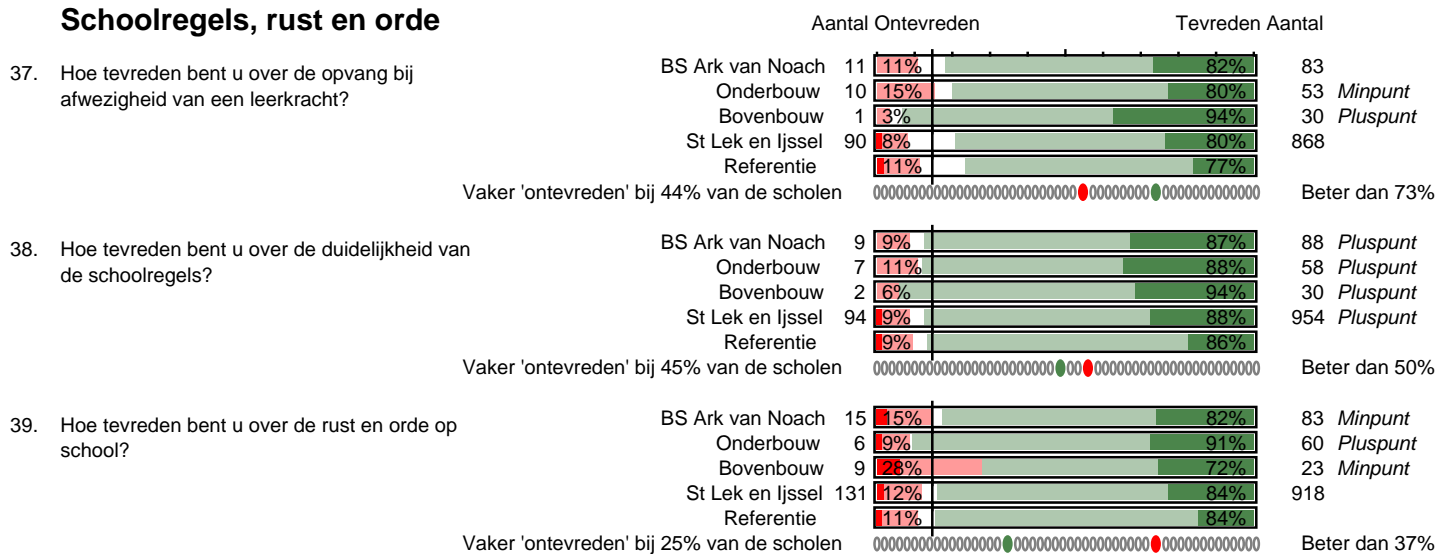 Schoolregels, rust en orde
Aantal Ontevreden Tevreden Aantal
37. Hoe tevreden bent u over de opvang bij
afwezigheid van een leerkracht?
BS Ark van Noach 11 11% 82% 83
Onderbouw 10 15% 80% 53 Minpunt
Bovenbouw 1 3% 94% 30 Pluspunt
St Lek en Ijssel 90 8% 80% 868
Referentie 11% 77%
Vaker 'ontevreden' bij 44% van de scholen Beter dan 73%
38. Hoe tevreden bent u over de duidelijkheid van
de schoolregels?
BS Ark van Noach 9 9% 87% 88 Pluspunt
Onderbouw 7 11% 88% 58 Pluspunt
Bovenbouw 2 6% 94% 30 Pluspunt
St Lek en Ijssel 94 9% 88% 954 Pluspunt
Referentie 9% 86%
Vaker 'ontevreden' bij 45% van de scholen Beter dan 50%
39. Hoe tevreden bent u over de rust en orde op
school?
BS Ark van Noach 15 15% 82% 83 Minpunt
Onderbouw 6 9% 91% 60 Pluspunt
Bovenbouw 9 28% 72% 23 Minpunt
St Lek en Ijssel 131 12% 84% 918
Referentie 11% 84%
Vaker 'ontevreden' bij 25% van de scholen Beter dan 37%